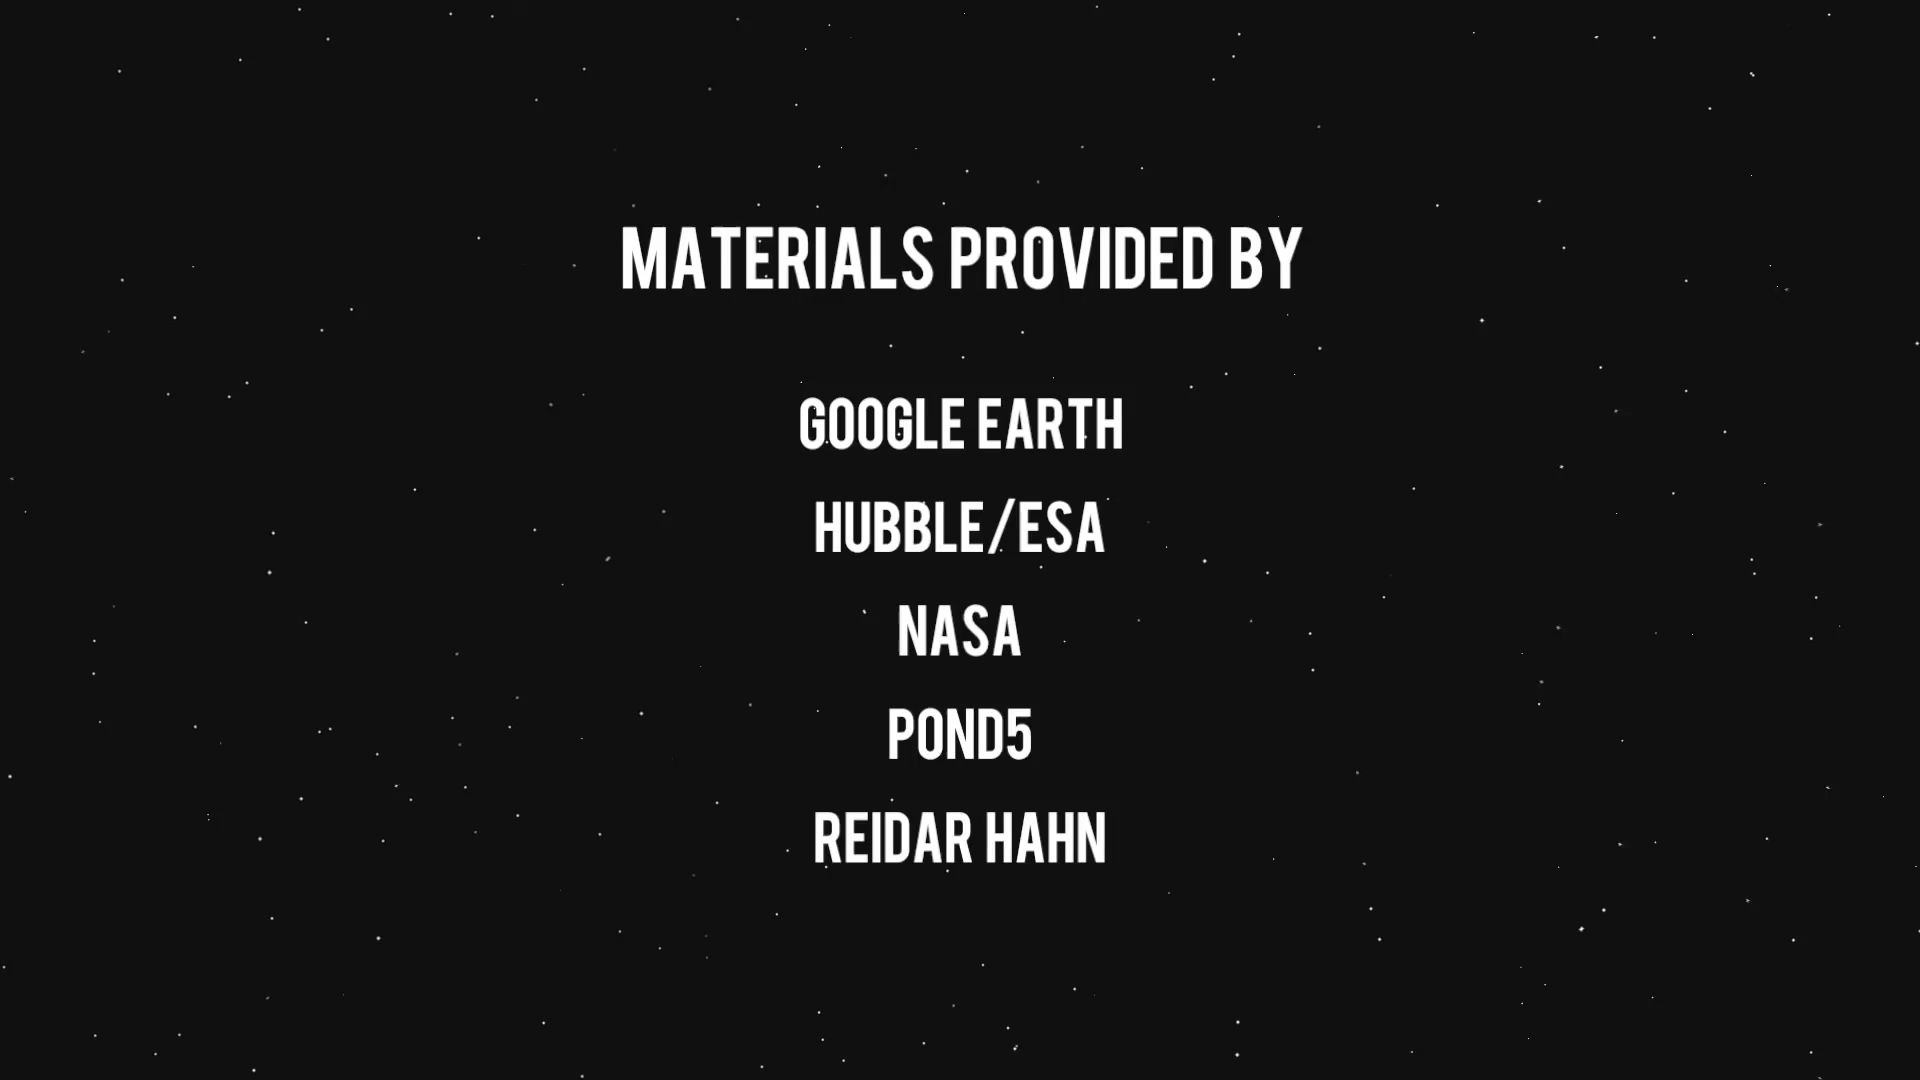 MATERIALS PROVIDED BY
GOOGLE EARTH
HUBBLE/ESA
NASA
POND5
REIDAR HAHN